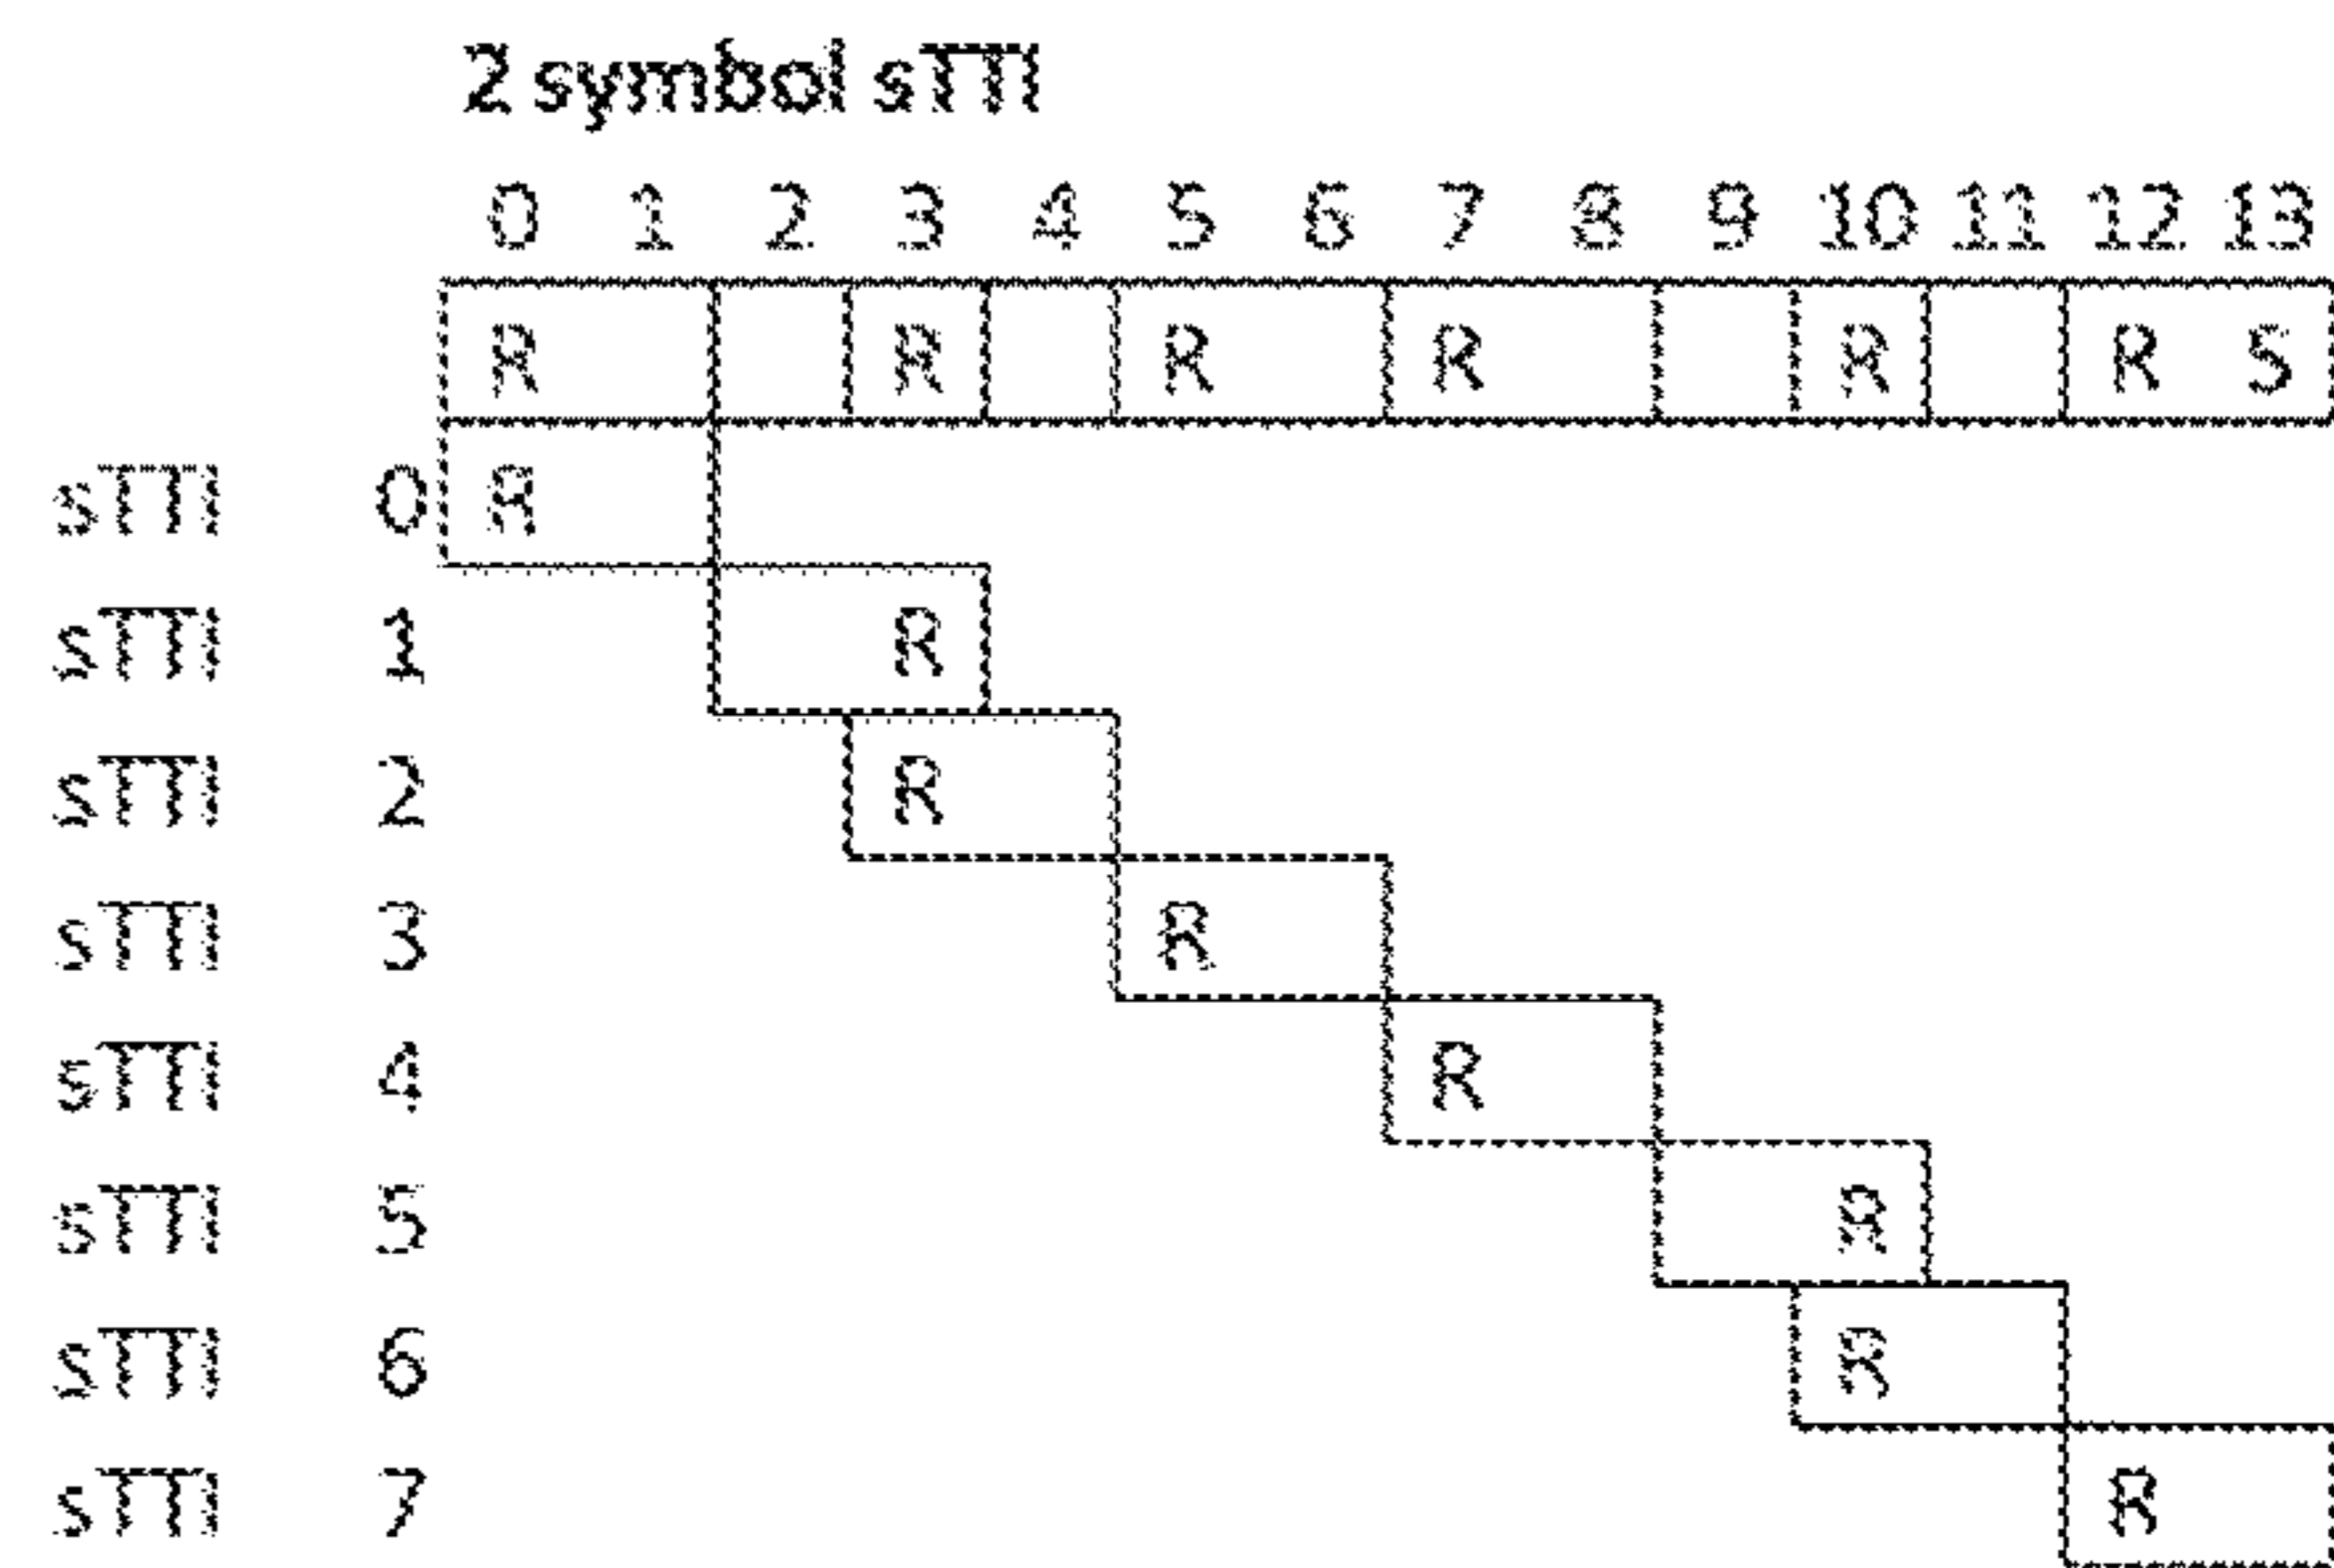 2 symbol sTTI
0 1 2 3 4 5 6 7 8 9 10 11 12 13
R R R R R R S
sTTI 0 R
sTTI 1 R
sTTI 2 R
sTTI 3 R
sTTI 4 R
sTTI 5 R
sTTI 6 R
sTTI 7 R